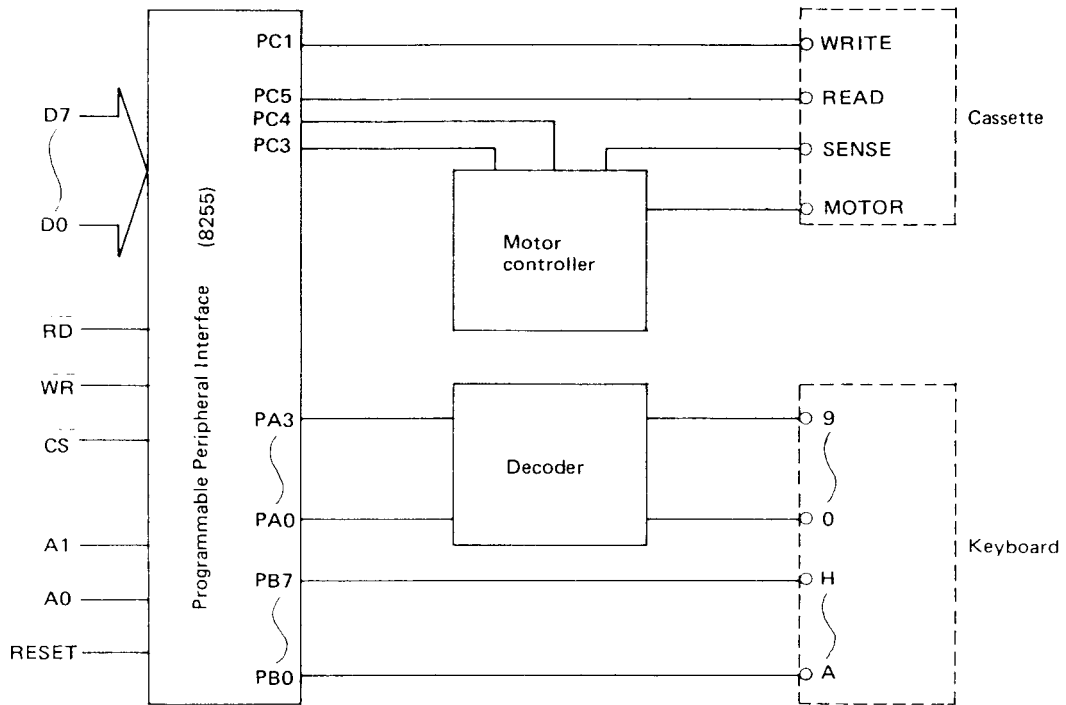 D7
D0
RD
WR
CS
A1
A0
RESET
Programmable Peripheral Interface (8255)
PC1
PC5
PC4
PC3
PA3
PA0
PB7
PB0
Motor
controller
Decoder
WRITE
READ
SENSE
MOTOR
Cassette
9
0
H
A
Keyboard